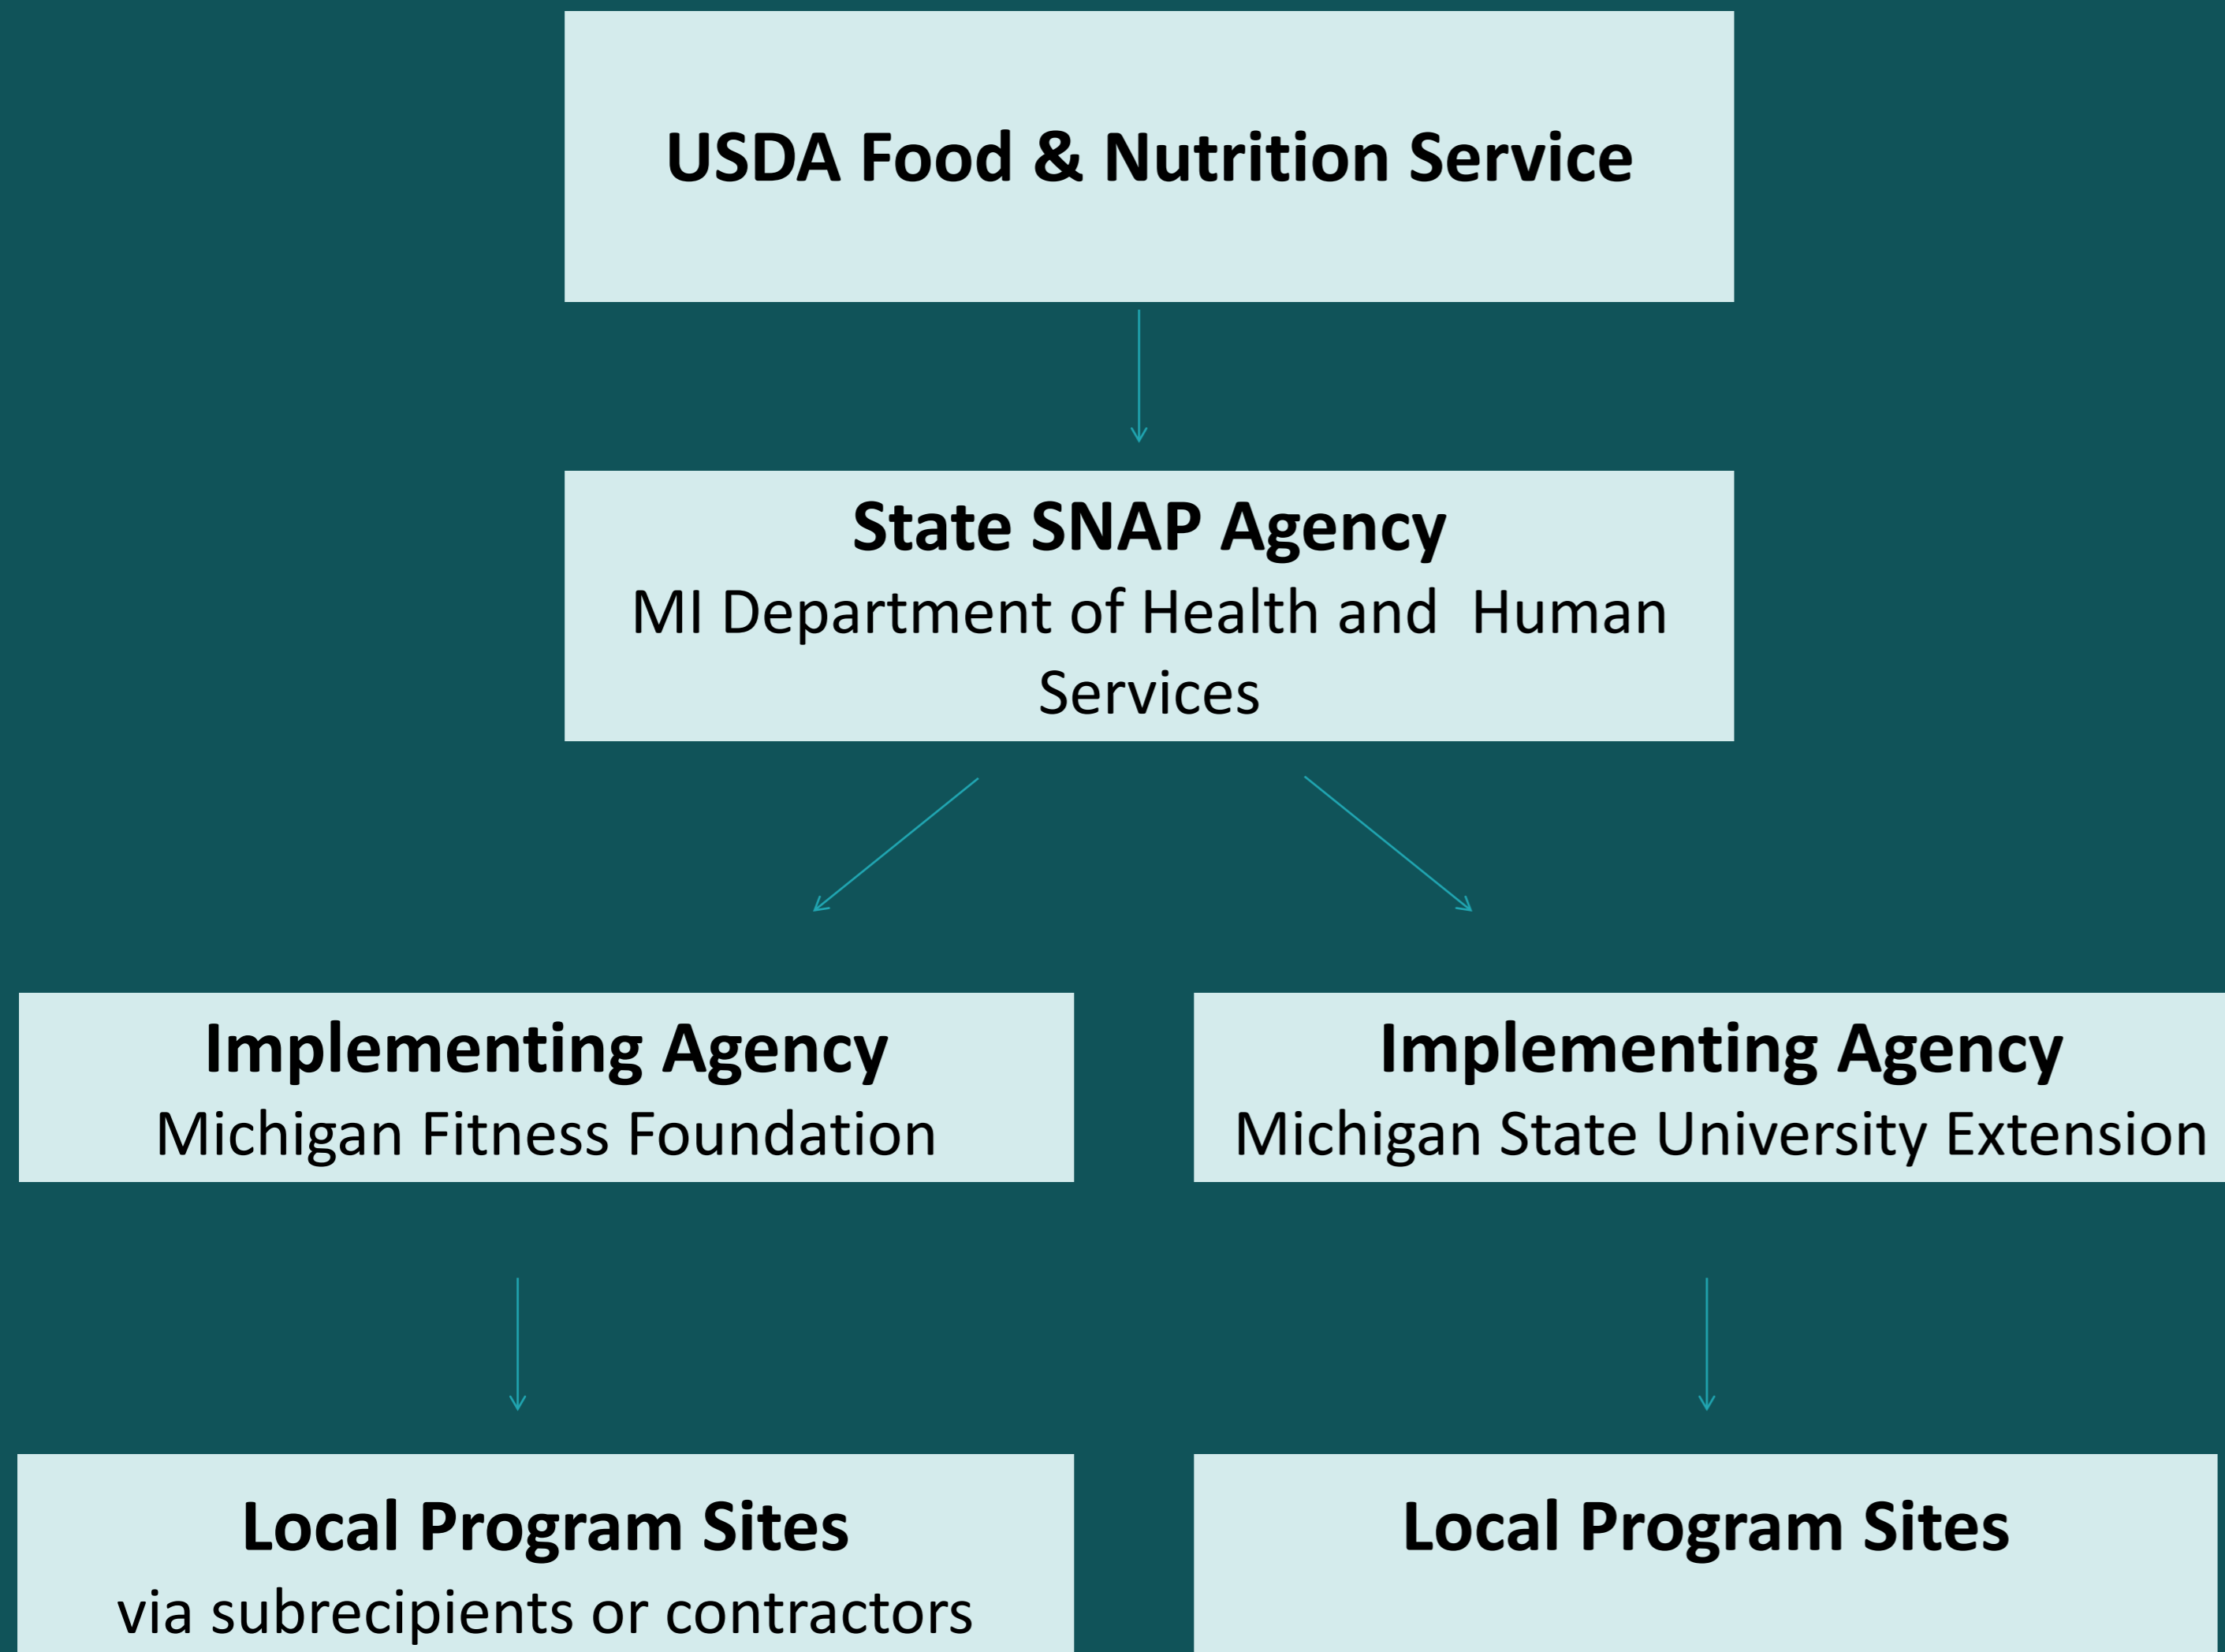 USDA Food & Nutrition Service
State SNAP Agency
MI Department of Health and  Human
Services
Implementing Agency
Michigan Fitness Foundation
Implementing Agency
Michigan State University Extension
Local Program Sites
via subrecipients or contractors
Local Program Sites